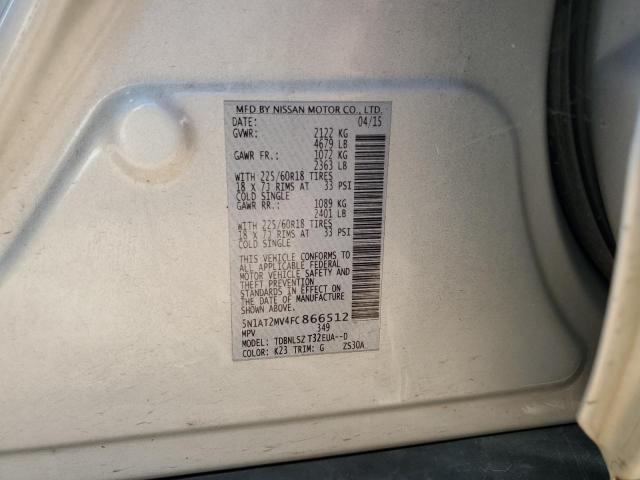 MFD BY NISSAN MOTOR CO., LTD.
DATE: 04/15
GVWR: 2122 KG
4679 LB
GAWR FR.: 1072 KG
2363 LB
WITH 225/60R18 TIRES
18 X 7J RIMS AT 33 PSI
COLD SINGLE
GAWR RR.: 1089 KG
2401 LB
WITH 225/60R18 TIRES
18 X 7J RIMS AT 33 PSI
COLD SINGLE
THIS VEHICLE CONFORMS TO
ALL APPLICABLE FEDERAL
MOTOR VEHICLE SAFETY AND
THEFT PREVENTION
STANDARDS IN EFFECT ON
THE DATE OF MANUFACTURE
5N1AT2MV4FC866512
MPV 349
MODEL: TDBNLSZ T32EUA--D
COLOR: K23 TRIM: G ZS30A